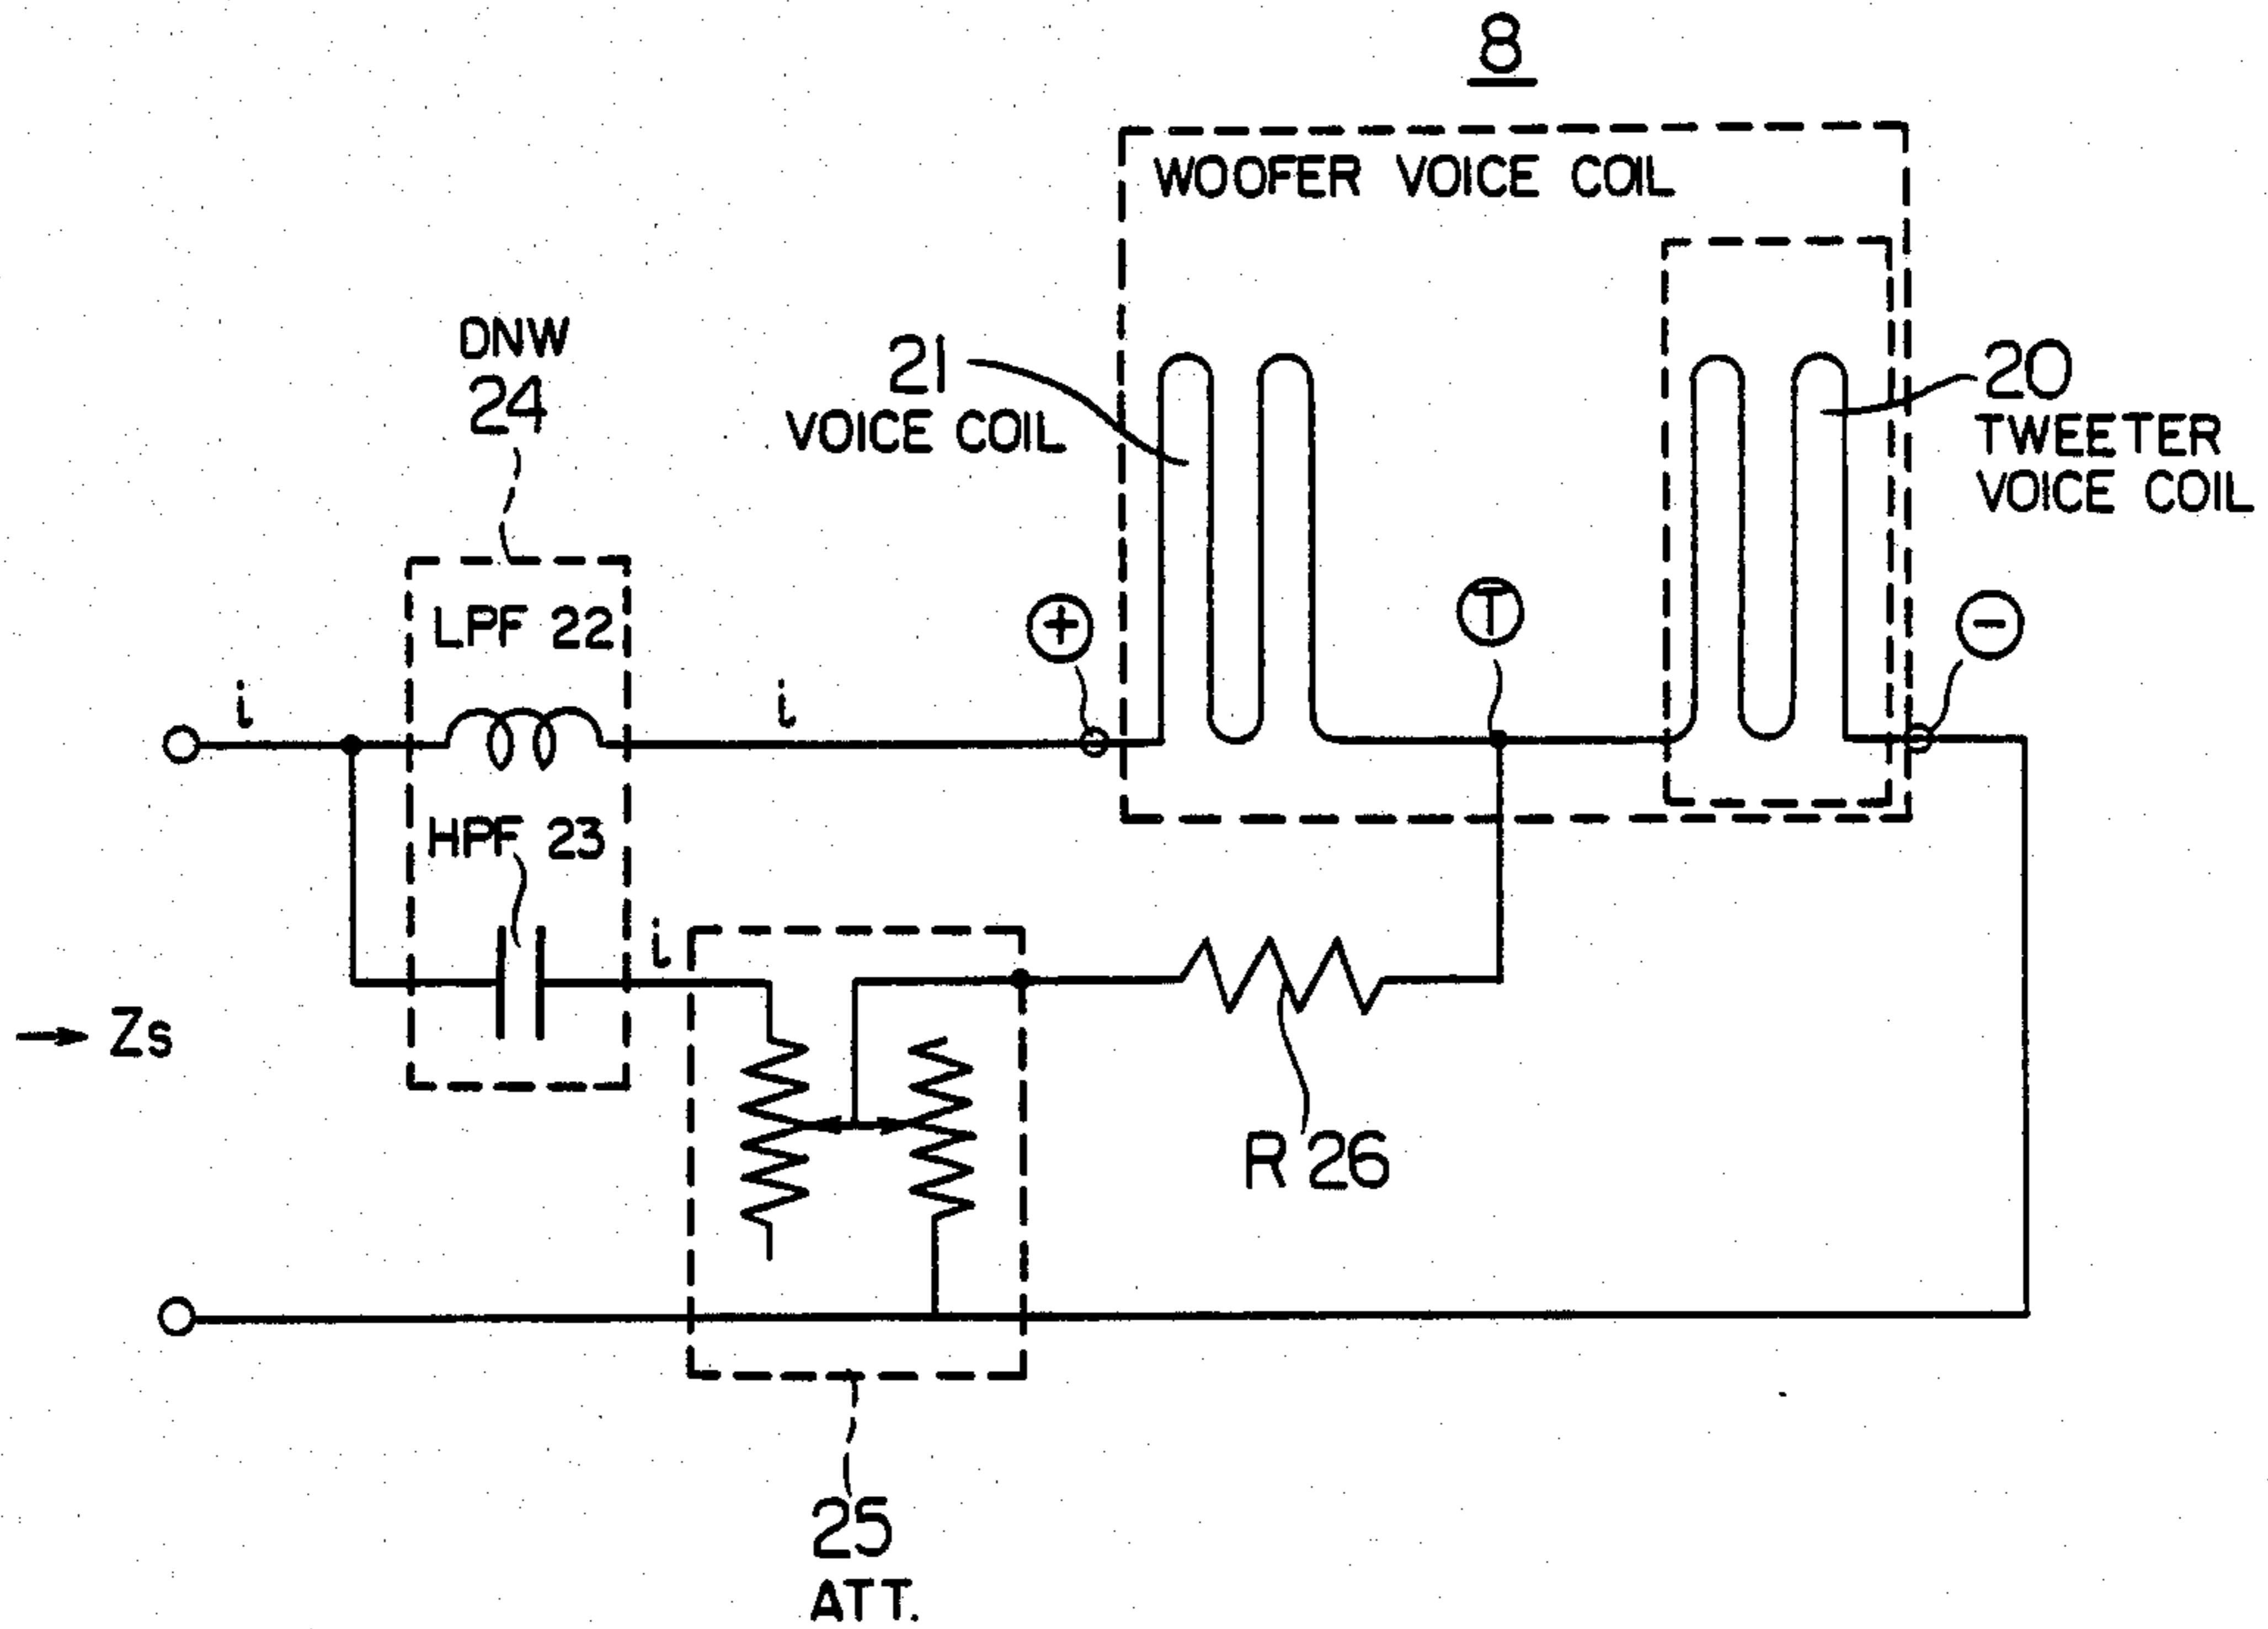 8
WOOFER VOICE COIL
DNW
24
21
VOICE COIL
20
TWEETER
VOICE COIL
LPF 22
+
T
−
i
i
HPF 23
i
→ Zs
R 26
25
ATT.